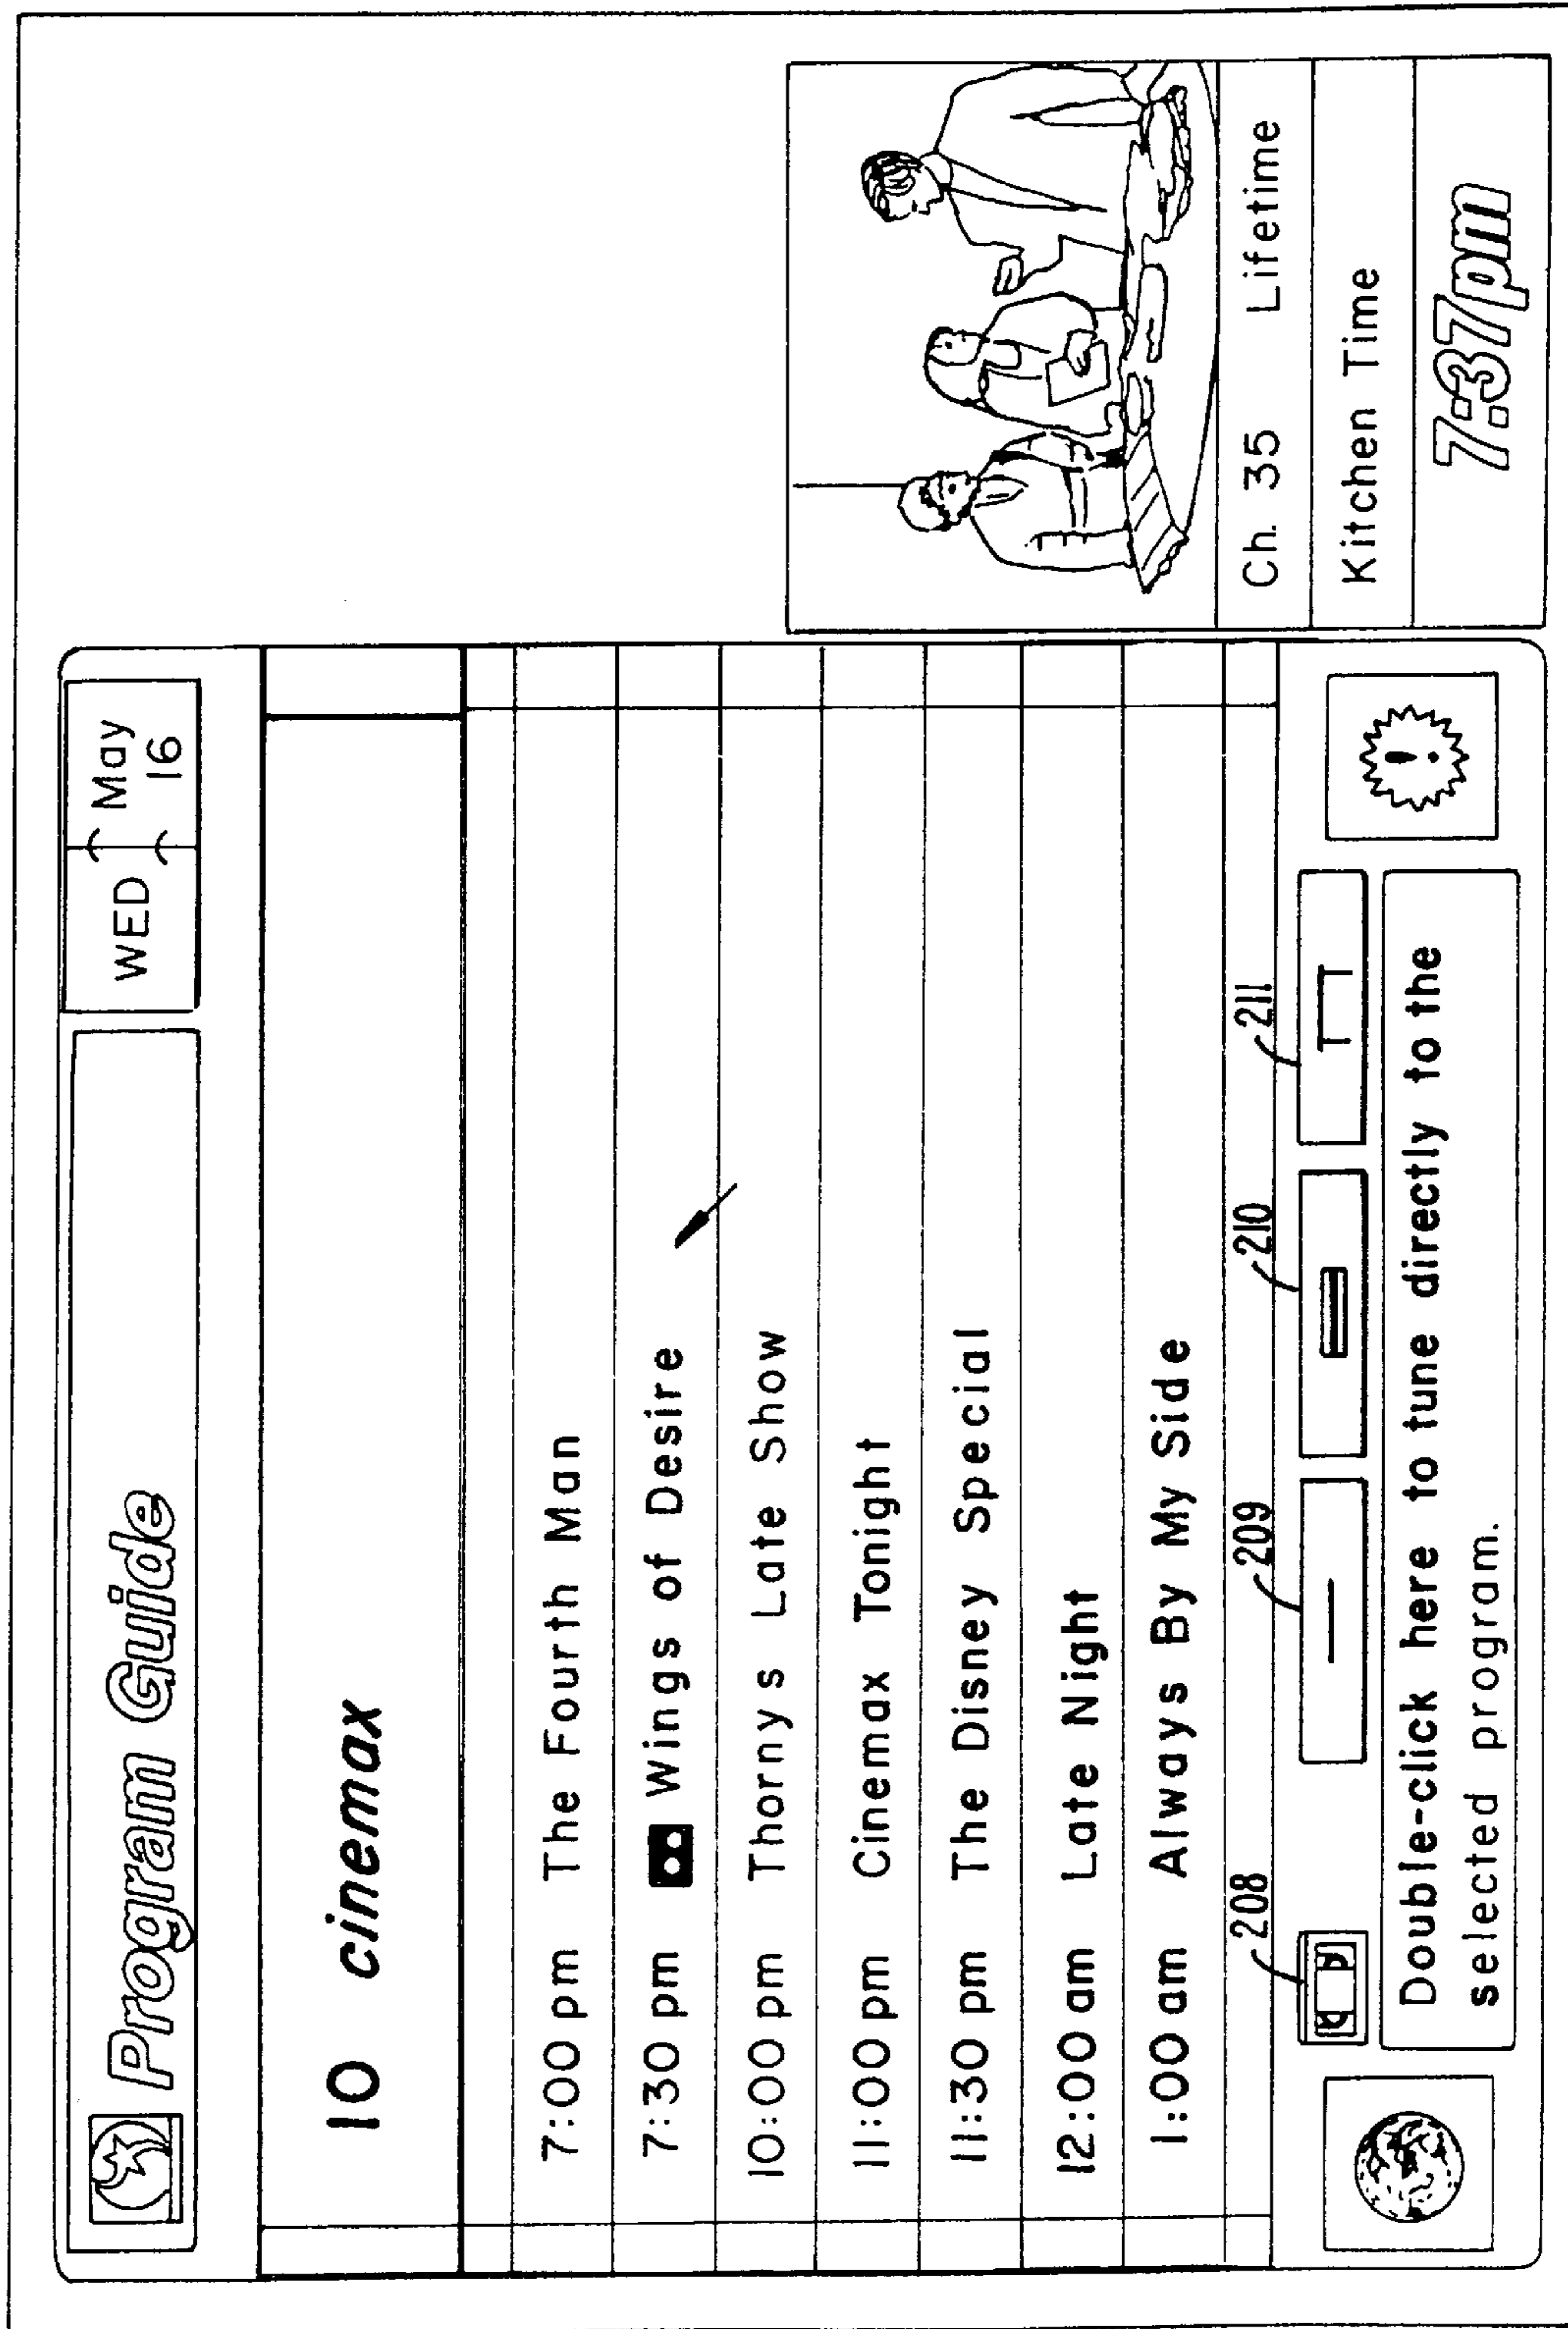 Program Guide
WED May
16
10 cinemax
7:00 pm The Fourth Man
7:30 pm Wings of Desire
10:00 pm Thornys Late Show
11:00 pm Cinemax Tonight
11:30 pm The Disney Special
12:00 am Late Night
1:00 am Always By My Side
208 209 210 211
Double-click here to tune directly to the
selected program.
Ch. 35 Lifetime
Kitchen Time
7:37pm